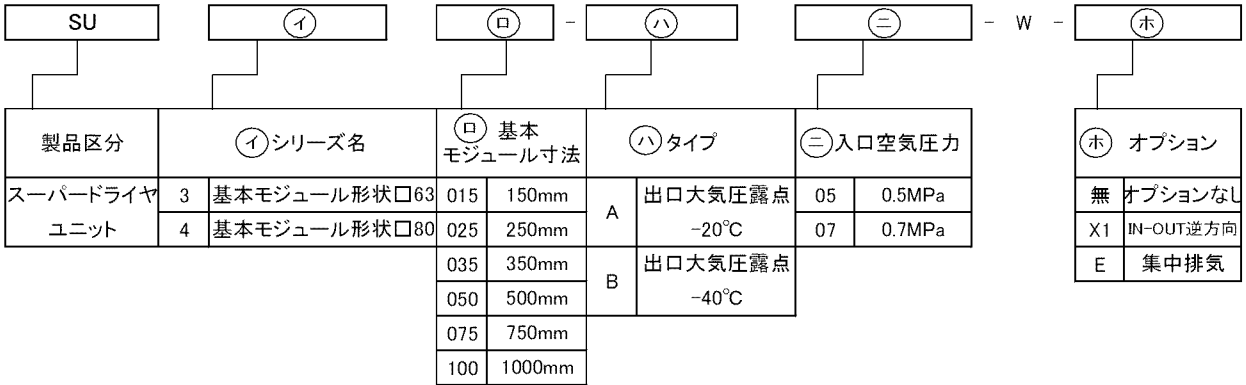 SU ㋑ ㋺ - ㋩ ㋥ - W - ㋭
製品区分 ㋑シリーズ名 ㋺ 基本 モジュール寸法 ㋩タイプ ㋥入口空気圧力 ㋭ オプション
スーパードライヤ 3 基本モジュール形状□63 015 150mm A 出口大気圧露点 05 0.5MPa 無 オプションなし
ユニット 4 基本モジュール形状□80 025 250mm -20℃ 07 0.7MPa X1 IN-OUT逆方向
035 350mm B 出口大気圧露点 E 集中排気
050 500mm -40℃
075 750mm
100 1000mm